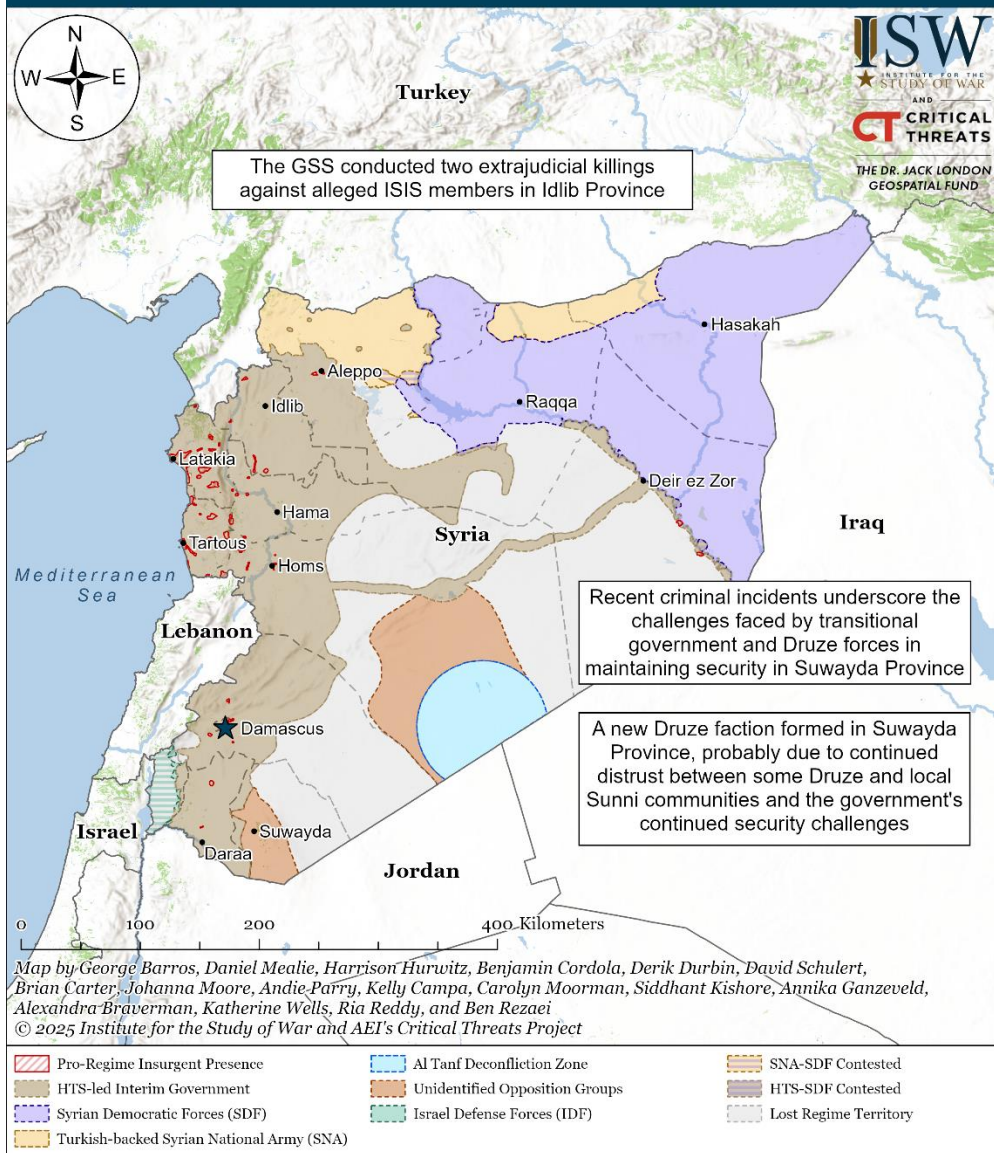 N
W
E
S
ISW
INSTITUTE FOR THE
STUDY OF WAR
AND
CT CRITICAL
THREATS
THE DR. JACK LONDON
GEOSPATIAL FUND
Turkey
The GSS conducted two extrajudicial killings
against alleged ISIS members in Idlib Province
Hasakah
Aleppo
Idlib
Raqqa
Latakia
Deir ez Zor
Hama
Syria
Iraq
Tartous
Homs
Mediterranean
Sea
Recent criminal incidents underscore the
challenges faced by transitional
government and Druze forces in
maintaining security in Suwayda Province
Lebanon
Damascus
A new Druze faction formed in Suwayda
Province, probably due to continued
distrust between some Druze and local
Sunni communities and the government's
continued security challenges
Israel
Suwayda
Daraa
Jordan
0 100 200 400 Kilometers
Map by George Barros, Daniel Mealie, Harrison Hurwitz, Benjamin Cordola, Derik Durbin, David Schulert,
Brian Carter, Johanna Moore, Andie Parry, Kelly Campa, Carolyn Moorman, Siddhant Kishore, Annika Ganzeveld,
Alexandra Braverman, Katherine Wells, Ria Reddy, and Ben Rezaei
© 2025 Institute for the Study of War and AEI's Critical Threats Project
Pro-Regime Insurgent Presence
HTS-led Interim Government
Syrian Democratic Forces (SDF)
Turkish-backed Syrian National Army (SNA)
Al Tanf Deconfliction Zone
Unidentified Opposition Groups
Israel Defense Forces (IDF)
SNA-SDF Contested
HTS-SDF Contested
Lost Regime Territory